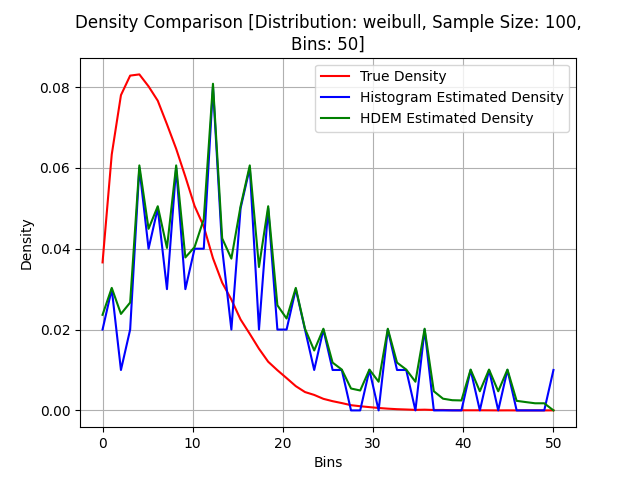 Density Comparison [Distribution: weibull, Sample Size: 100,
Bins: 50]
True Density
Histogram Estimated Density
HDEM Estimated Density
Density
0.08
0.06
0.04
0.02
0.00
0 10 20 30 40 50
Bins